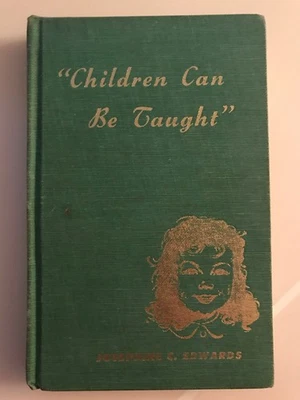 "Children Can
Be Taught"
JOSEPHINE C. EDWARDS